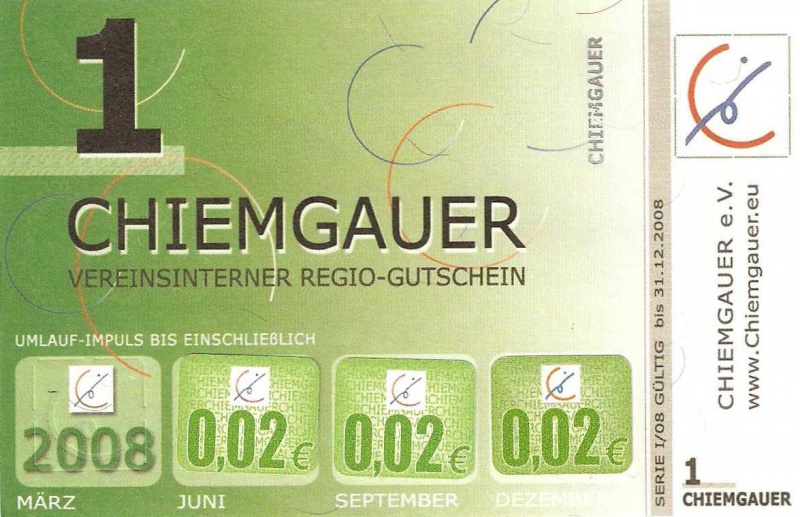 1
CHIEMGAUER
VEREINSINTERNER REGIO-GUTSCHEIN
UMLAUF-IMPULS BIS EINSCHLIEßLICH
2008
0,02€
0,02€
0,02€
MÄRZ
JUNI
SEPTEMBER
DEZEMBER
CHIEMGAUER
SERIE I/08 GÜLTIG bis 31.12.2008
CHIEMGAUER e.V.
www.Chiemgauer.eu
1
CHIEMGAUER